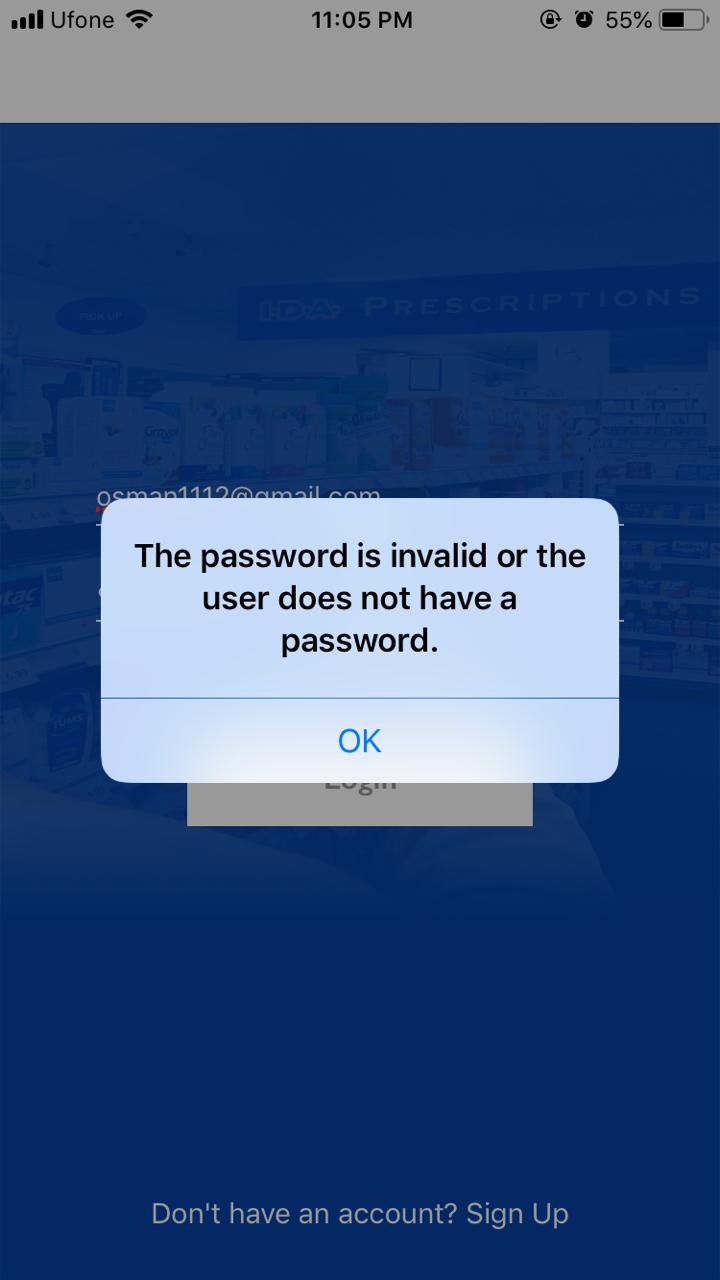 Ufone
11:05 PM
55%
I·D·A PRESCRIPTIONS
PICK UP
osman1112@gmail.com
The password is invalid or the
user does not have a
password.
TUMS
OK
Login
Don't have an account? Sign Up